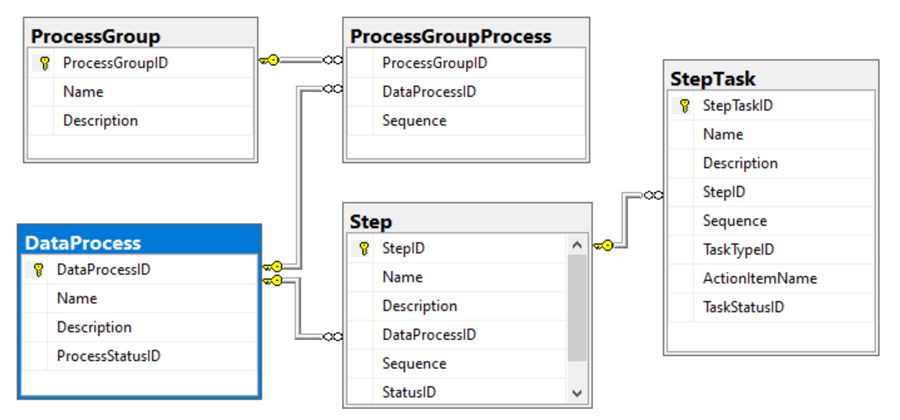 ProcessGroup
ProcessGroupID
Name
Description
ProcessGroupProcess
ProcessGroupID
DataProcessID
Sequence
StepTask
StepTaskID
Name
Description
StepID
Sequence
TaskTypeID
ActionItemName
TaskStatusID
DataProcess
DataProcessID
Name
Description
ProcessStatusID
Step
StepID
Name
Description
DataProcessID
Sequence
StatusID